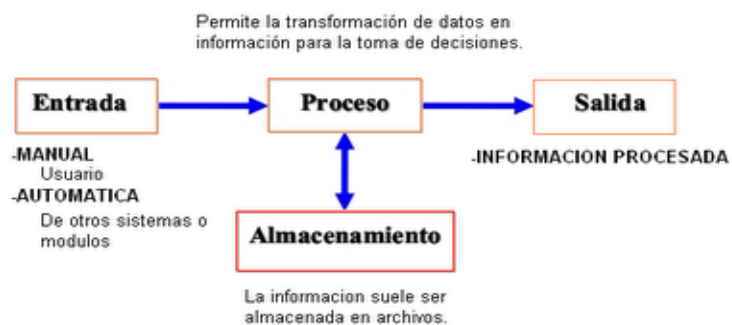 Permite la transformación de datos en
información para la toma de decisiones.
Entrada
Proceso
Salida
-MANUAL
Usuario
-AUTOMATICA
De otros sistemas o
modulos
-INFORMACION PROCESADA
Almacenamiento
La informacion suele ser
almacenada en archivos.